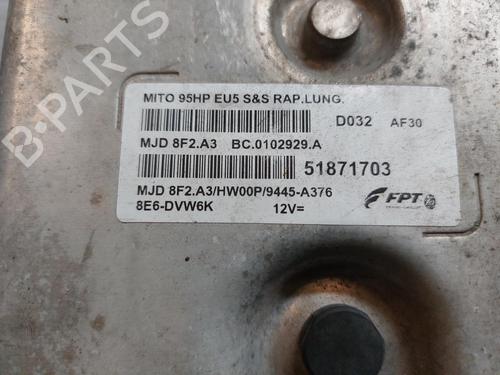 B-PARTS
MITO 95HP EU5 S&S RAP.LUNG.
D032 AF30
MJD 8F2.A3 BC.0102929.A
51871703
MJD 8F2.A3/HW00P/9445-A376
8E6-DVW6K 12V=
FPT